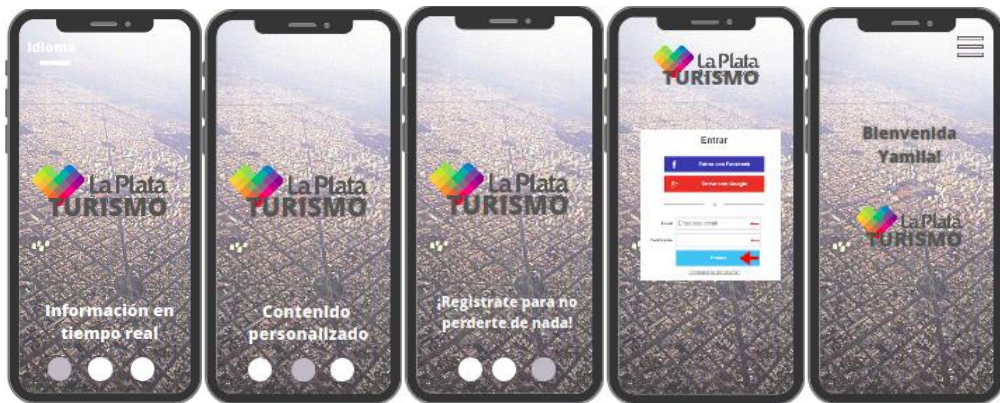 Idioma
La Plata
TURISMO
Información en
tiempo real
La Plata
TURISMO
Contenido
personalizado
La Plata
TURISMO
¡Registrate para no
perderte de nada!
La Plata
TURISMO
Entrar
Entrar con Facebook
Entrar con Google
Email
Entrar
Bienvenida
Yamila!
La Plata
TURISMO